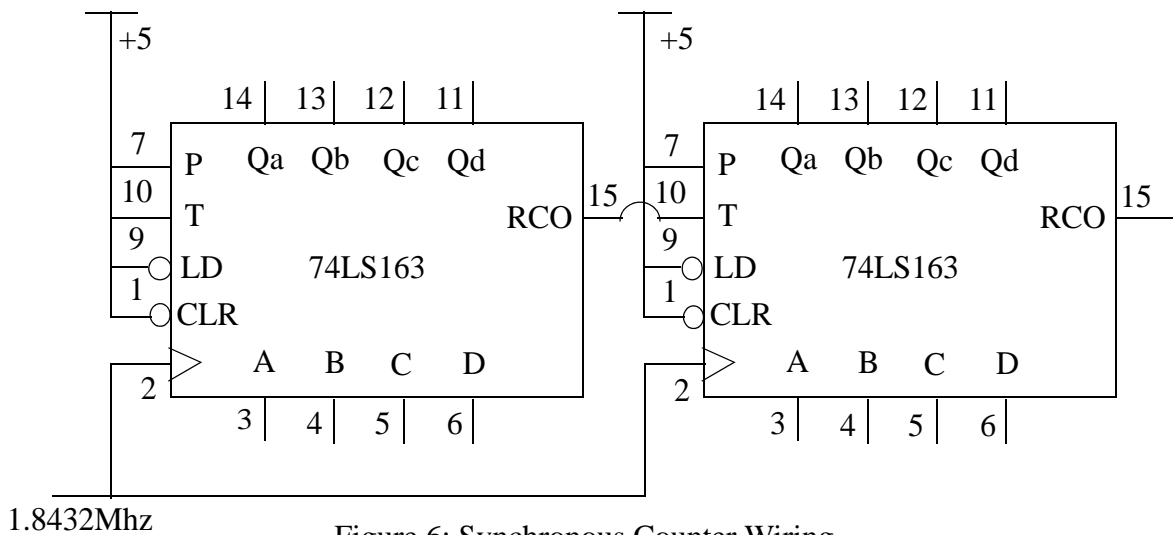 +5 +5
14 13 12 11 14 13 12 11
7 P Qa Qb Qc Qd 7 P Qa Qb Qc Qd
10 T RCO 15 10 T RCO 15
9 LD 74LS163 9 LD 74LS163
1 CLR 1 CLR
2 A B C D 2 A B C D
3 4 5 6 3 4 5 6
1.8432Mhz
Figure 6: Synchronous Counter Wiring